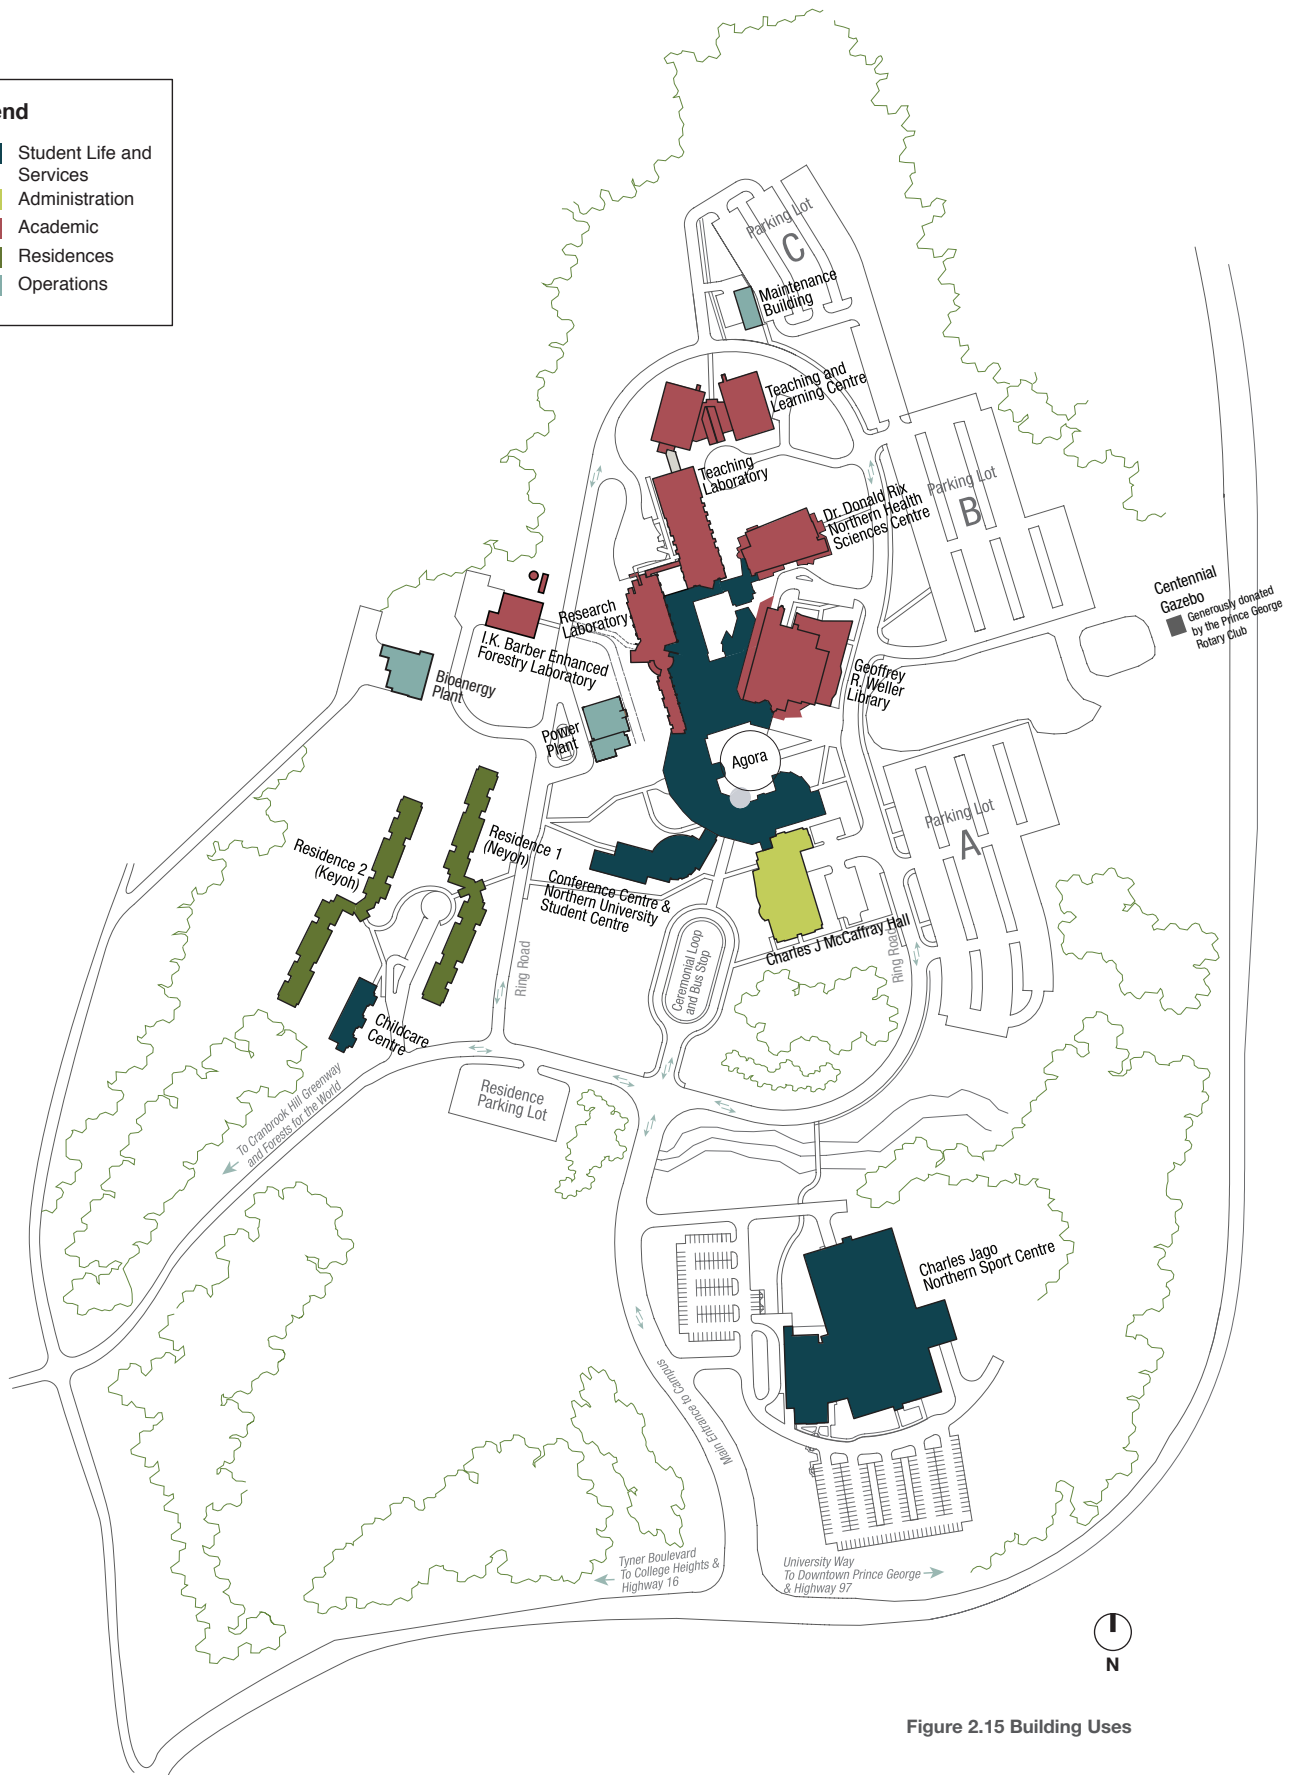 end
Student Life and
Services
Administration
Academic
Residences
Operations
Parking Lot
C
Maintenance
Building
Teaching and
Learning Centre
Teaching
Laboratory
Parking Lot
B
Dr. Donald Rix
Northern Health
Sciences Centre
Centennial
Gazebo
Generously donated
by the Prince George
Rotary Club
Research
Laboratory
I.K. Barber Enhanced
Forestry Laboratory
Bioenergy
Plant
Geoffrey
R. Weller
Library
Power
Plant
Agora
Parking Lot
A
Residence 1
(Neyoh)
Residence 2
(Keyoh)
Conference Centre &
Northern University
Student Centre
Charles J McCaffray Hall
Ring Road
Ring Road
Ceremonial Loop
and Bus Stop
Childcare
Centre
To Cranbrook Hill Greenway
and Forests for the World
Residence
Parking Lot
Charles Jago
Northern Sport Centre
Main Entrance to Campus
Tyner Boulevard
To College Heights &
Highway 16
University Way
To Downtown Prince George
& Highway 97
N
Figure 2.15 Building Uses